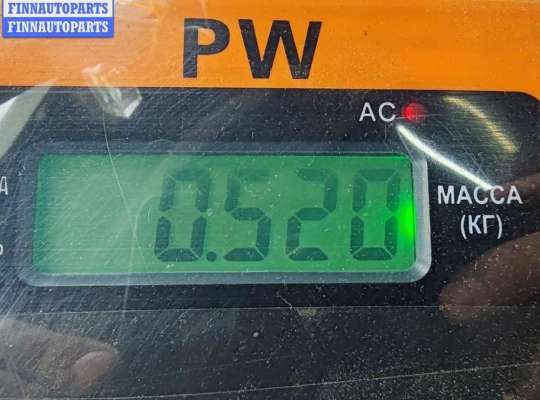 FINNAUTOPARTS
FINNAUTOPARTS
PW
AC
0.520
МАССА
(КГ)